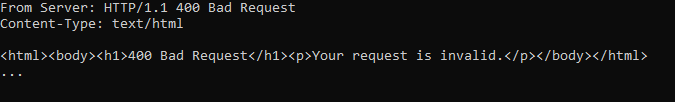 From Server: HTTP/1.1 400 Bad Request
Content-Type: text/html

<html><body><h1>400 Bad Request</h1><p>Your request is invalid.</p></body></html>
...